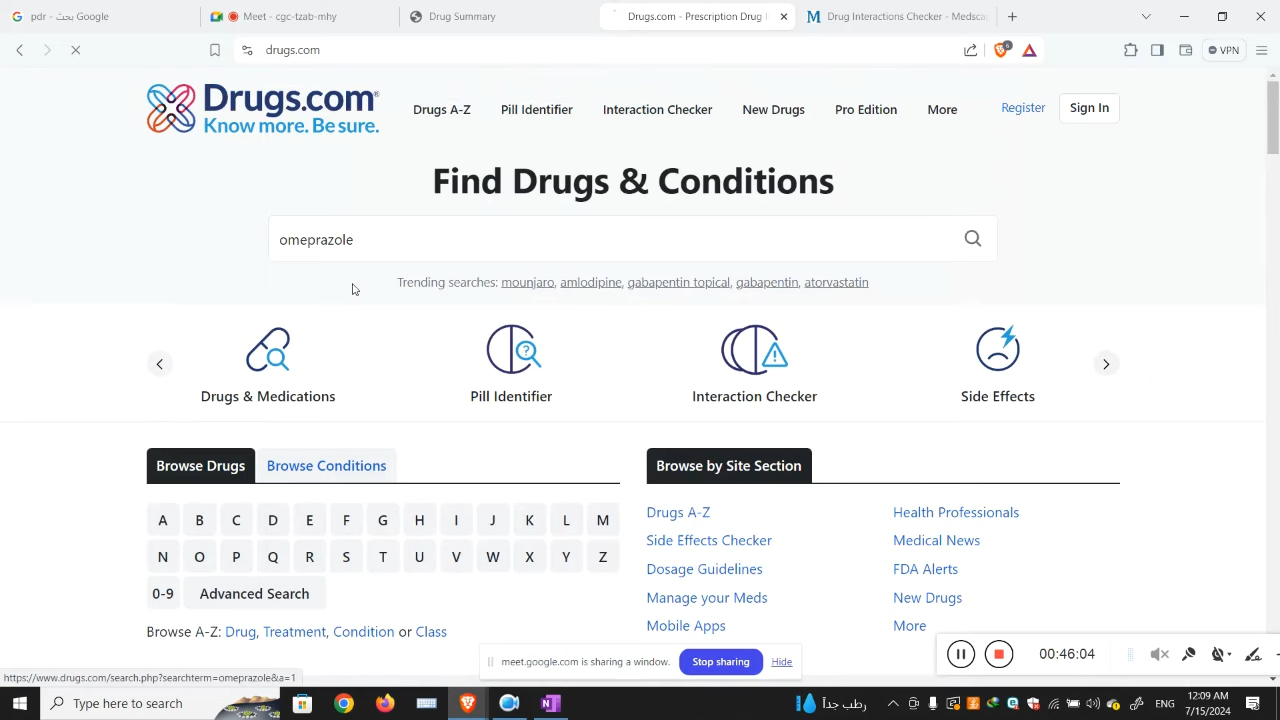 pdr - بحث Google
Meet - cgc-tzab-mhy
Drug Summary
Drugs.com - Prescription Drug
Drug Interactions Checker - Medscap
drugs.com
6
VPN
Drugs.com®
Know more. Be sure.
Drugs A-Z
Pill Identifier
Interaction Checker
New Drugs
Pro Edition
More
Register
Sign In
Find Drugs & Conditions
omeprazole
Trending searches: mounjaro, amlodipine, gabapentin topical, gabapentin, atorvastatin
Drugs & Medications
Pill Identifier
Interaction Checker
Side Effects
Browse Drugs
Browse Conditions
A B C D E F G H I J K L M
N O P Q R S T U V W X Y Z
0-9 Advanced Search
Browse A-Z: Drug, Treatment, Condition or Class
Browse by Site Section
Drugs A-Z
Health Professionals
Side Effects Checker
Medical News
Dosage Guidelines
FDA Alerts
Manage your Meds
New Drugs
Mobile Apps
More
meet.google.com is sharing a window.
Stop sharing
Hide
00:46:04
https://www.drugs.com/search.php?searchterm=omeprazole&a=1
Type here to search
رطب جداً
12:09 AM
7/15/2024